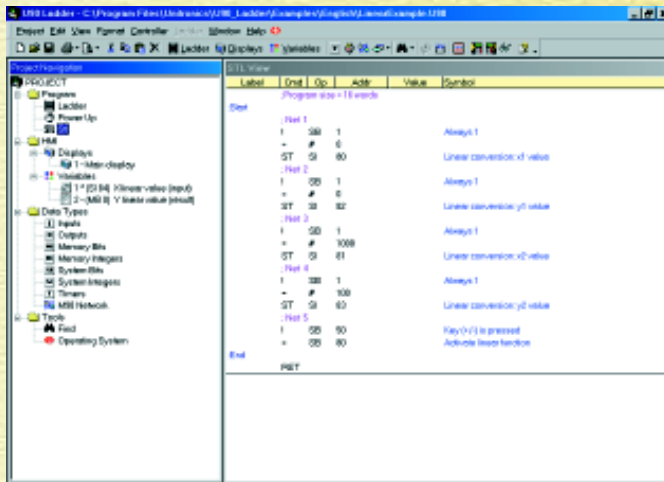 U90 Ladder - C:\Program Files\Unitronics\U90_Ladder\Examples\English\LinearExample.U90
Project Edit View Format Controller Window Help
Ladder Displays Variables
Project Navigation
PROJECT
Program
Ladder
Power Up
HMI
Displays
1 - Main display
Variables
1 * (SI 84) X linear value (input)
2 - (MI 0) Y linear value (result)
Data Types
Inputs
Outputs
Memory Bits
Memory Integers
System Bits
System Integers
Timers
M90 Network
Tools
Find
Operating System
STL View
Label Cmd Op Addr Value Symbol
;Program size = 16 words
Start
; Net 1
! SB 1 Always 1
= # 0
ST SI 80 Linear conversion: x1 value
; Net 2
! SB 1 Always 1
= # 0
ST SI 82 Linear conversion: y1 value
; Net 3
! SB 1 Always 1
= # 1000
ST SI 81 Linear conversion: x2 value
; Net 4
! SB 1 Always 1
= # 100
ST SI 83 Linear conversion: y2 value
; Net 5
! SB 50 Key (+/-) is pressed
= SB 80 Activate linear function
End
RET